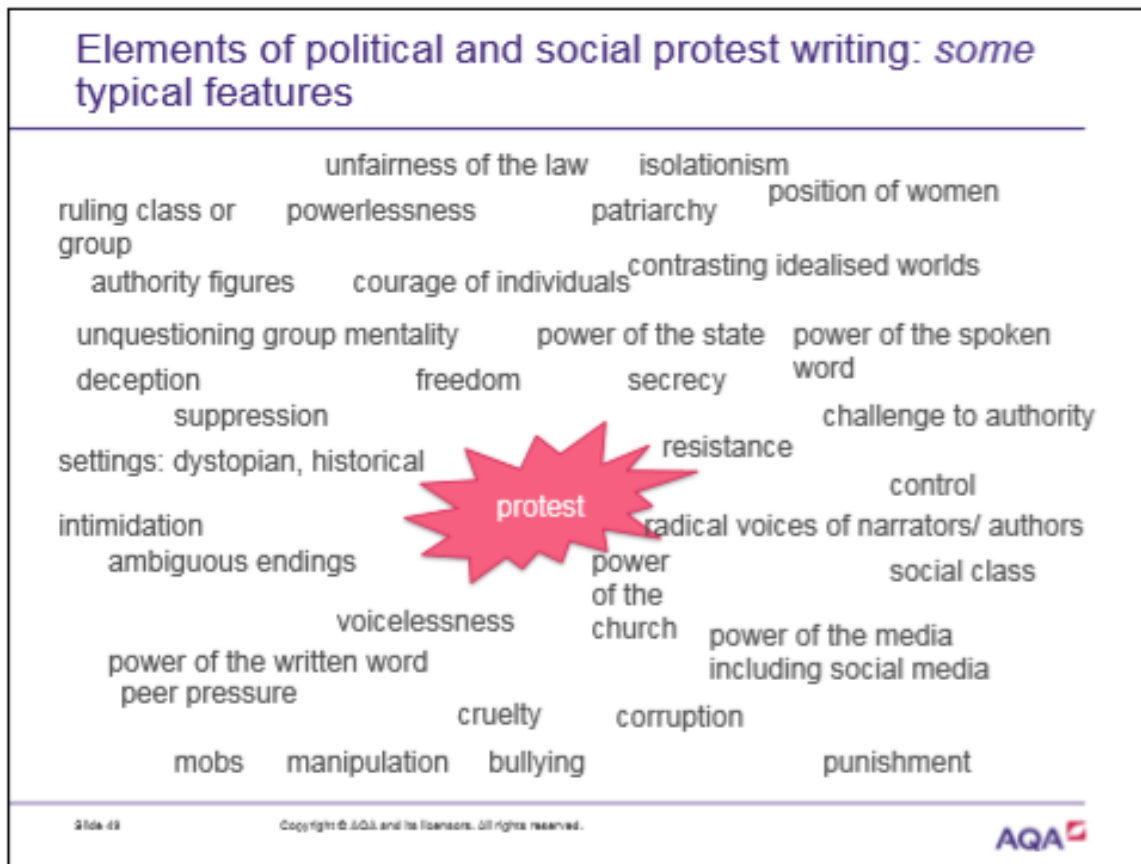 Elements of political and social protest writing: some
typical features
unfairness of the law
isolationism
position of women
ruling class or
group
powerlessness
patriarchy
authority figures
courage of individuals
contrasting idealised worlds
unquestioning group mentality
power of the state
power of the spoken
word
deception
freedom
secrecy
suppression
challenge to authority
resistance
settings: dystopian, historical
control
protest
intimidation
radical voices of narrators/ authors
ambiguous endings
power
of the
church
social class
voicelessness
power of the media
including social media
power of the written word
peer pressure
cruelty
corruption
mobs
manipulation
bullying
punishment
Slide 49
Copyright © AQA and its licensors. All rights reserved.
AQA